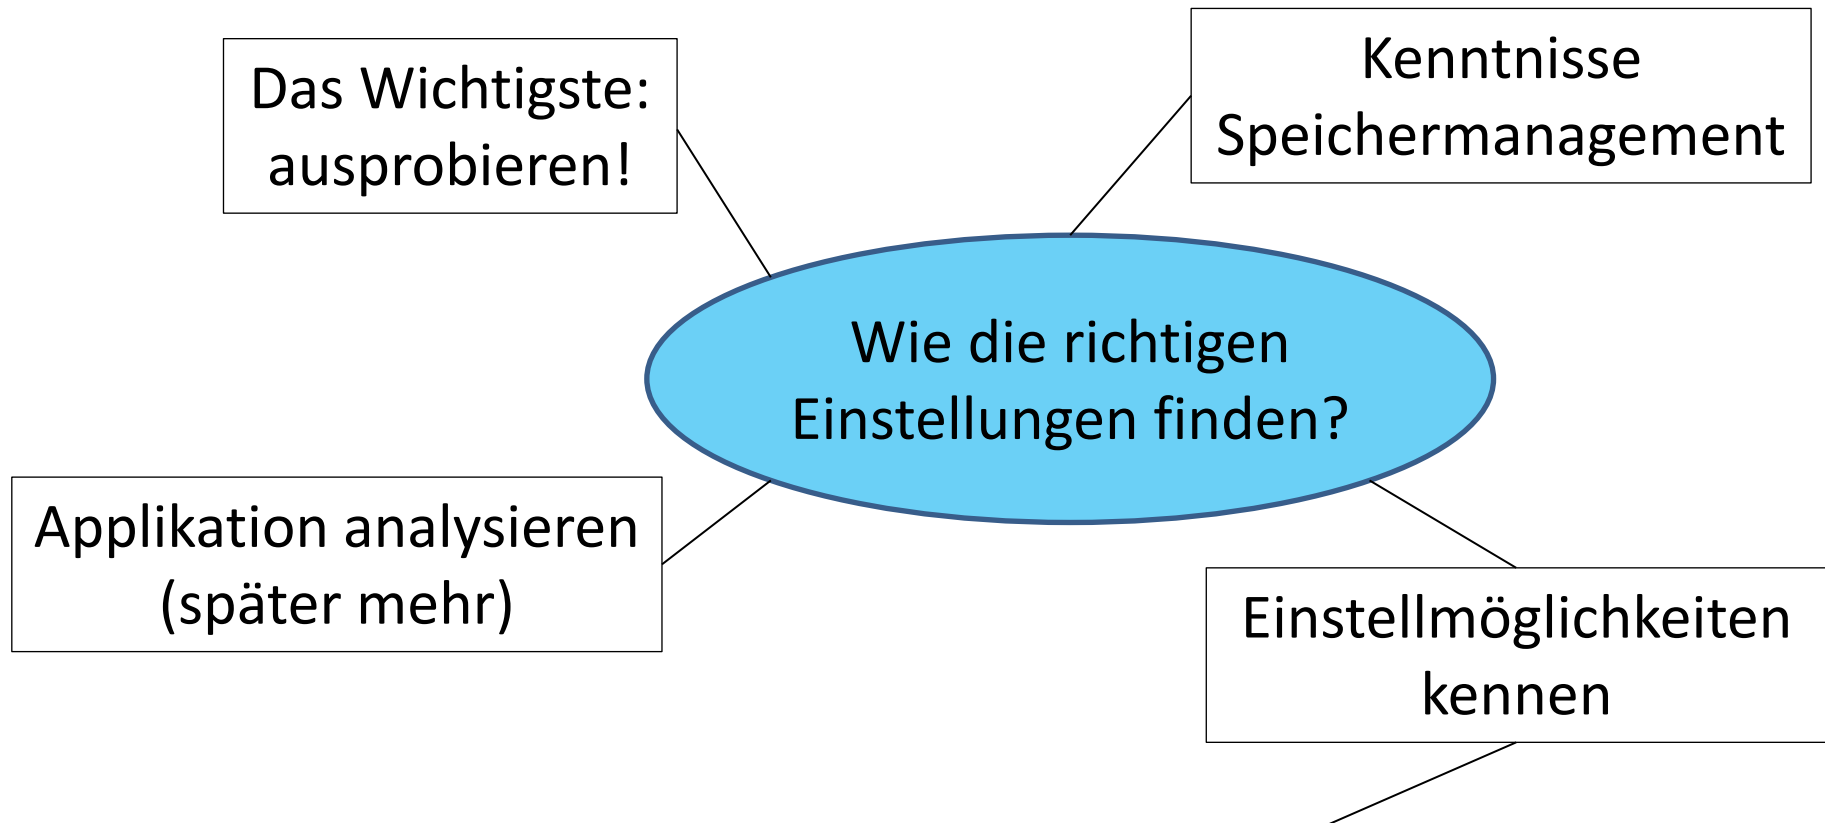 Das Wichtigste:
ausprobieren!
Kenntnisse
Speichermanagement
Wie die richtigen
Einstellungen finden?
Applikation analysieren
(später mehr)
Einstellmöglichkeiten
kennen